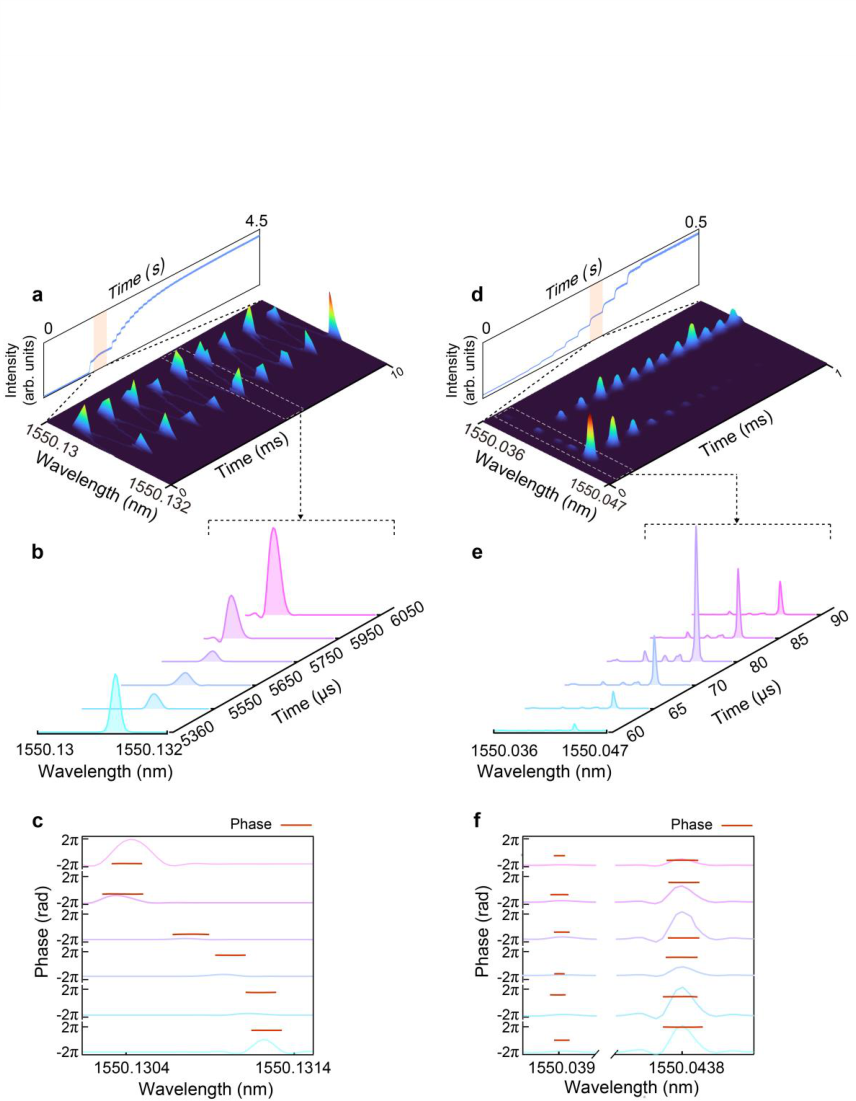 a
4.5
Time (s)
0
Intensity
(arb. units)
10
1550.13
1550.132
0
Wavelength (nm)
Time (ms)
d
0.5
Time (s)
0
Intensity
(arb. units)
1
1550.036
1550.047
0
Wavelength (nm)
Time (ms)
b
6050
5950
5750
5650
5550
5360
Time (μs)
1550.13
1550.132
Wavelength (nm)
e
90
85
80
70
65
60
Time (μs)
1550.036
1550.047
Wavelength (nm)
c
Phase
2π
-2π
2π
-2π
2π
-2π
2π
-2π
2π
-2π
2π
-2π
Phase (rad)
1550.1304
1550.1314
Wavelength (nm)
f
Phase
2π
-2π
2π
-2π
2π
-2π
2π
-2π
2π
-2π
2π
-2π
Phase (rad)
1550.039
1550.0438
Wavelength (nm)